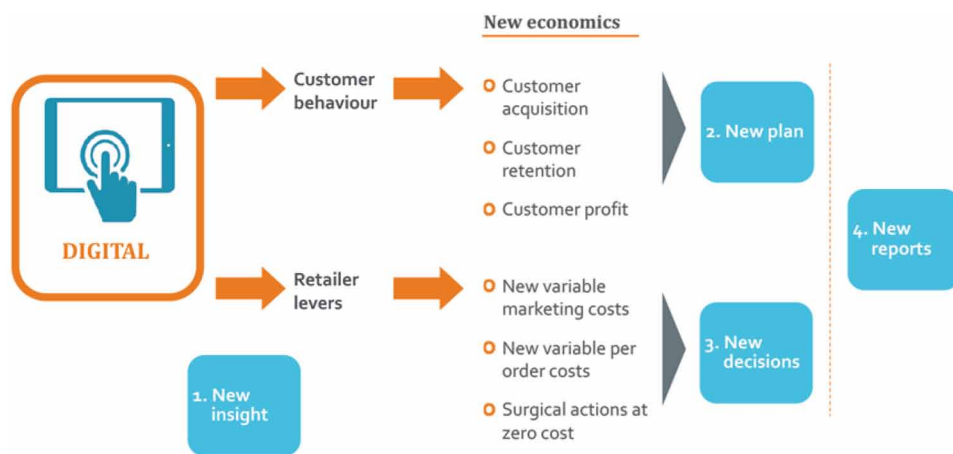 New economics
DIGITAL
Customer
behaviour
Customer
acquisition
Customer
retention
Customer profit
2. New plan
Retailer
levers
New variable
marketing costs
New variable per
order costs
Surgical actions at
zero cost
3. New
decisions
4. New
reports
1. New
insight